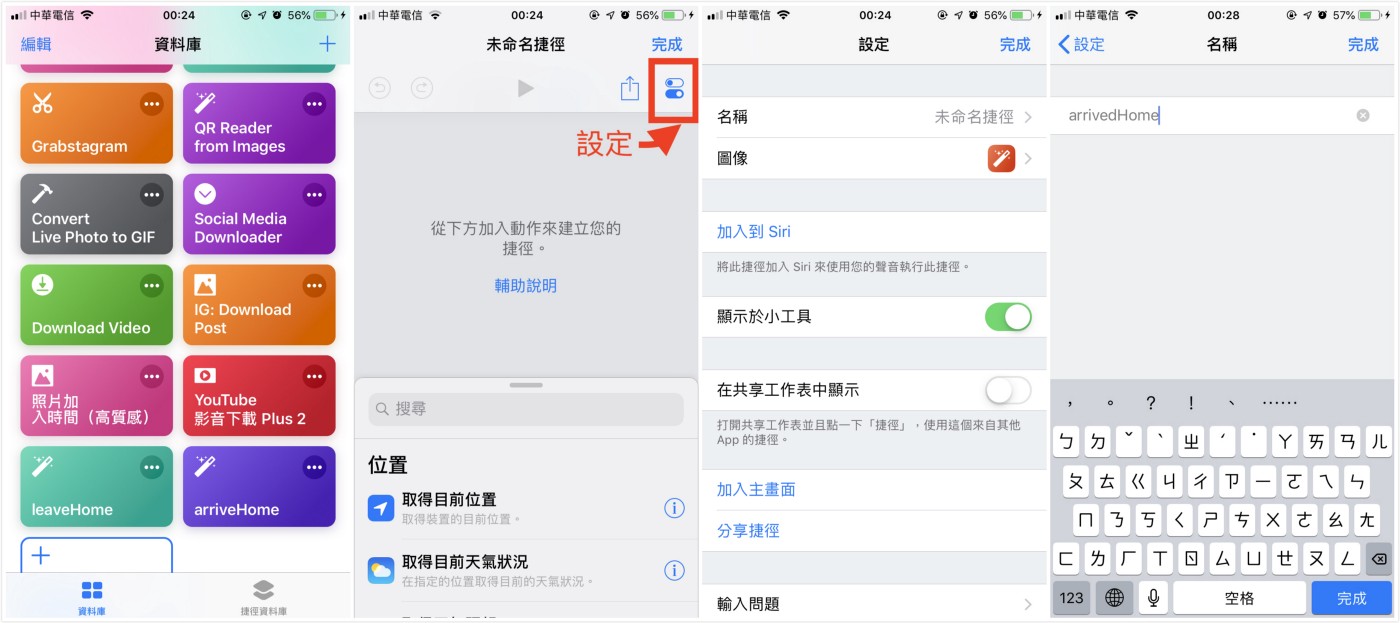 中華電信
00:24
56%
編輯
資料庫
Grabstagram
QR Reader
from Images
Convert
Live Photo to GIF
Social Media
Downloader
Download Video
IG: Download
Post
照片加
入時間（高質感）
YouTube
影音下載 Plus 2
leaveHome
arriveHome
資料庫
捷徑資料庫
中華電信
00:24
56%
未命名捷徑
完成
設定
從下方加入動作來建立您的
捷徑。
輔助說明
搜尋
位置
取得目前位置
取得裝置的目前位置。
取得目前天氣狀況
在指定的位置取得目前的天氣狀況。
中華電信
00:24
56%
設定
完成
名稱
未命名捷徑
圖像
加入到 Siri
將此捷徑加入 Siri 來使用您的聲音執行此捷徑。
顯示於小工具
在共享工作表中顯示
打開共享工作表並且點一下「捷徑」，使用這個來自其他
App 的捷徑。
加入主畫面
分享捷徑
輸入問題
中華電信
00:28
57%
設定
名稱
完成
arrivedHome
， 。 ？ ！ 、 ……
ㄅ ㄉ ˇ ˋ ㄓ ˊ ˙ ㄚ ㄞ ㄢ ㄦ
ㄆ ㄊ ㄍ ㄐ ㄔ ㄗ ㄧ ㄛ ㄟ ㄣ
ㄇ ㄋ ㄎ ㄑ ㄕ ㄘ ㄨ ㄜ ㄠ ㄤ
ㄈ ㄌ ㄏ ㄒ ㄖ ㄙ ㄩ ㄝ ㄡ ㄥ
123
空格
完成